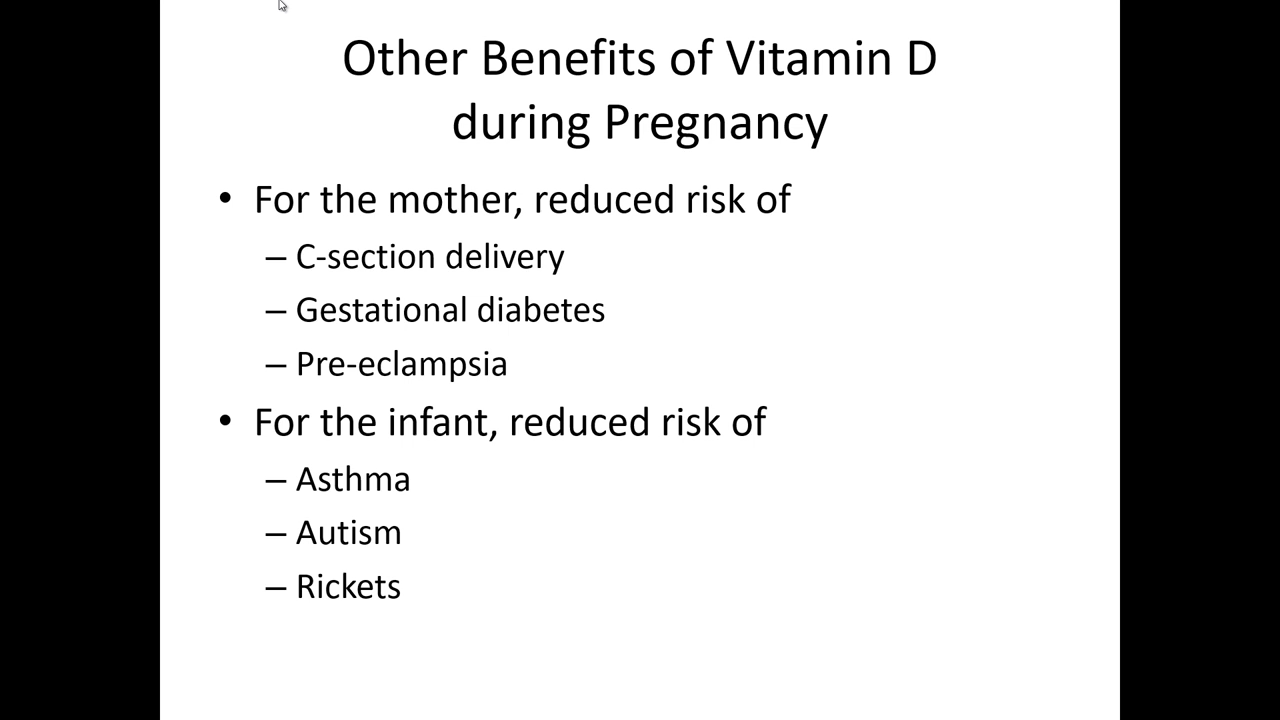 Other Benefits of Vitamin D
during Pregnancy
• For the mother, reduced risk of
– C-section delivery
– Gestational diabetes
– Pre-eclampsia
• For the infant, reduced risk of
– Asthma
– Autism
– Rickets